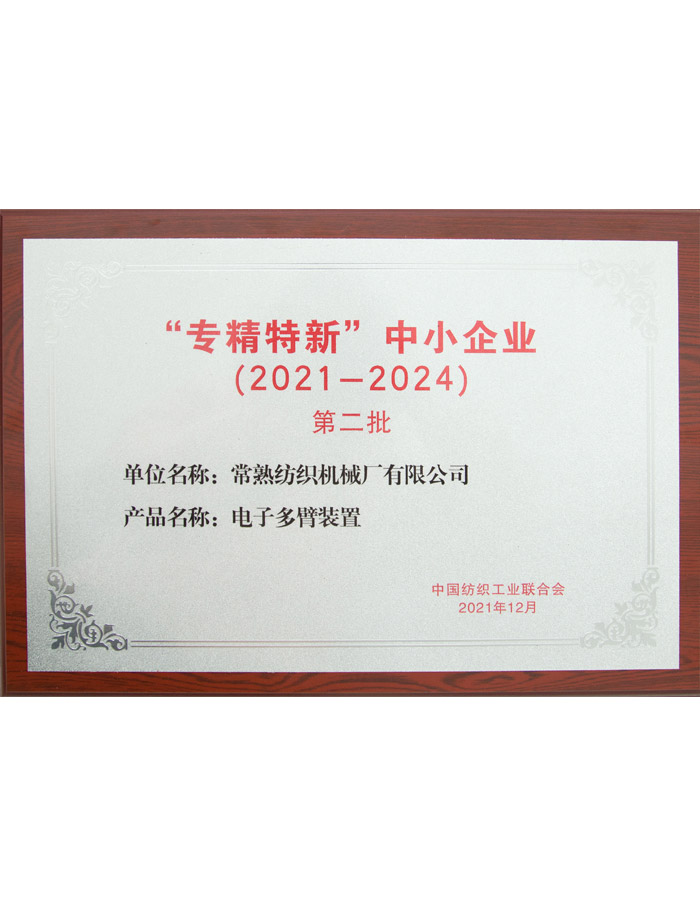 “专精特新”中小企业
(2021—2024)
第二批
单位名称：常熟纺织机械厂有限公司
产品名称：电子多臂装置
中国纺织工业联合会
2021年12月